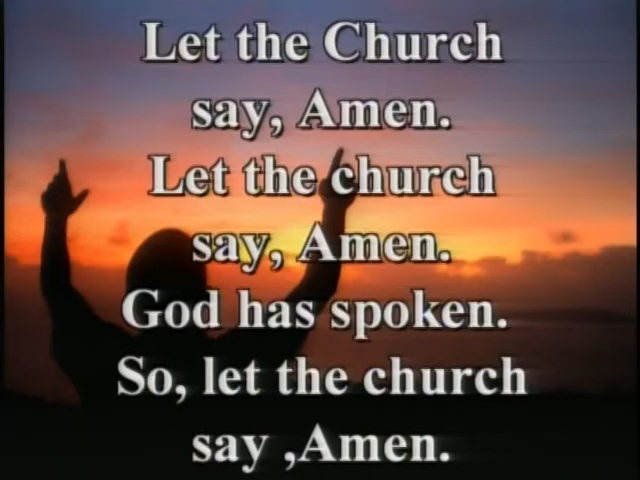 Let the Church
say, Amen.
Let the church
say, Amen.
God has spoken.
So, let the church
say ,Amen.